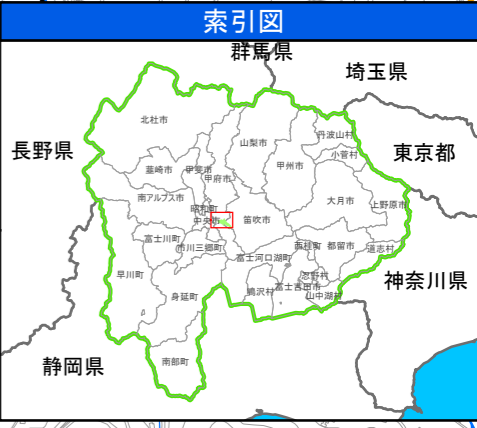 索引図
群馬県
埼玉県
長野県
東京都
神奈川県
静岡県
北杜市
山梨市
丹波山村
小菅村
韮崎市
甲斐市
甲府市
甲州市
南アルプス市
昭和町
中央市
笛吹市
大月市
上野原市
富士川町
市川三郷町
富士河口湖町
西桂町
都留市
道志村
早川町
身延町
鳴沢村
富士吉田市
忍野村
山中湖村
南部町